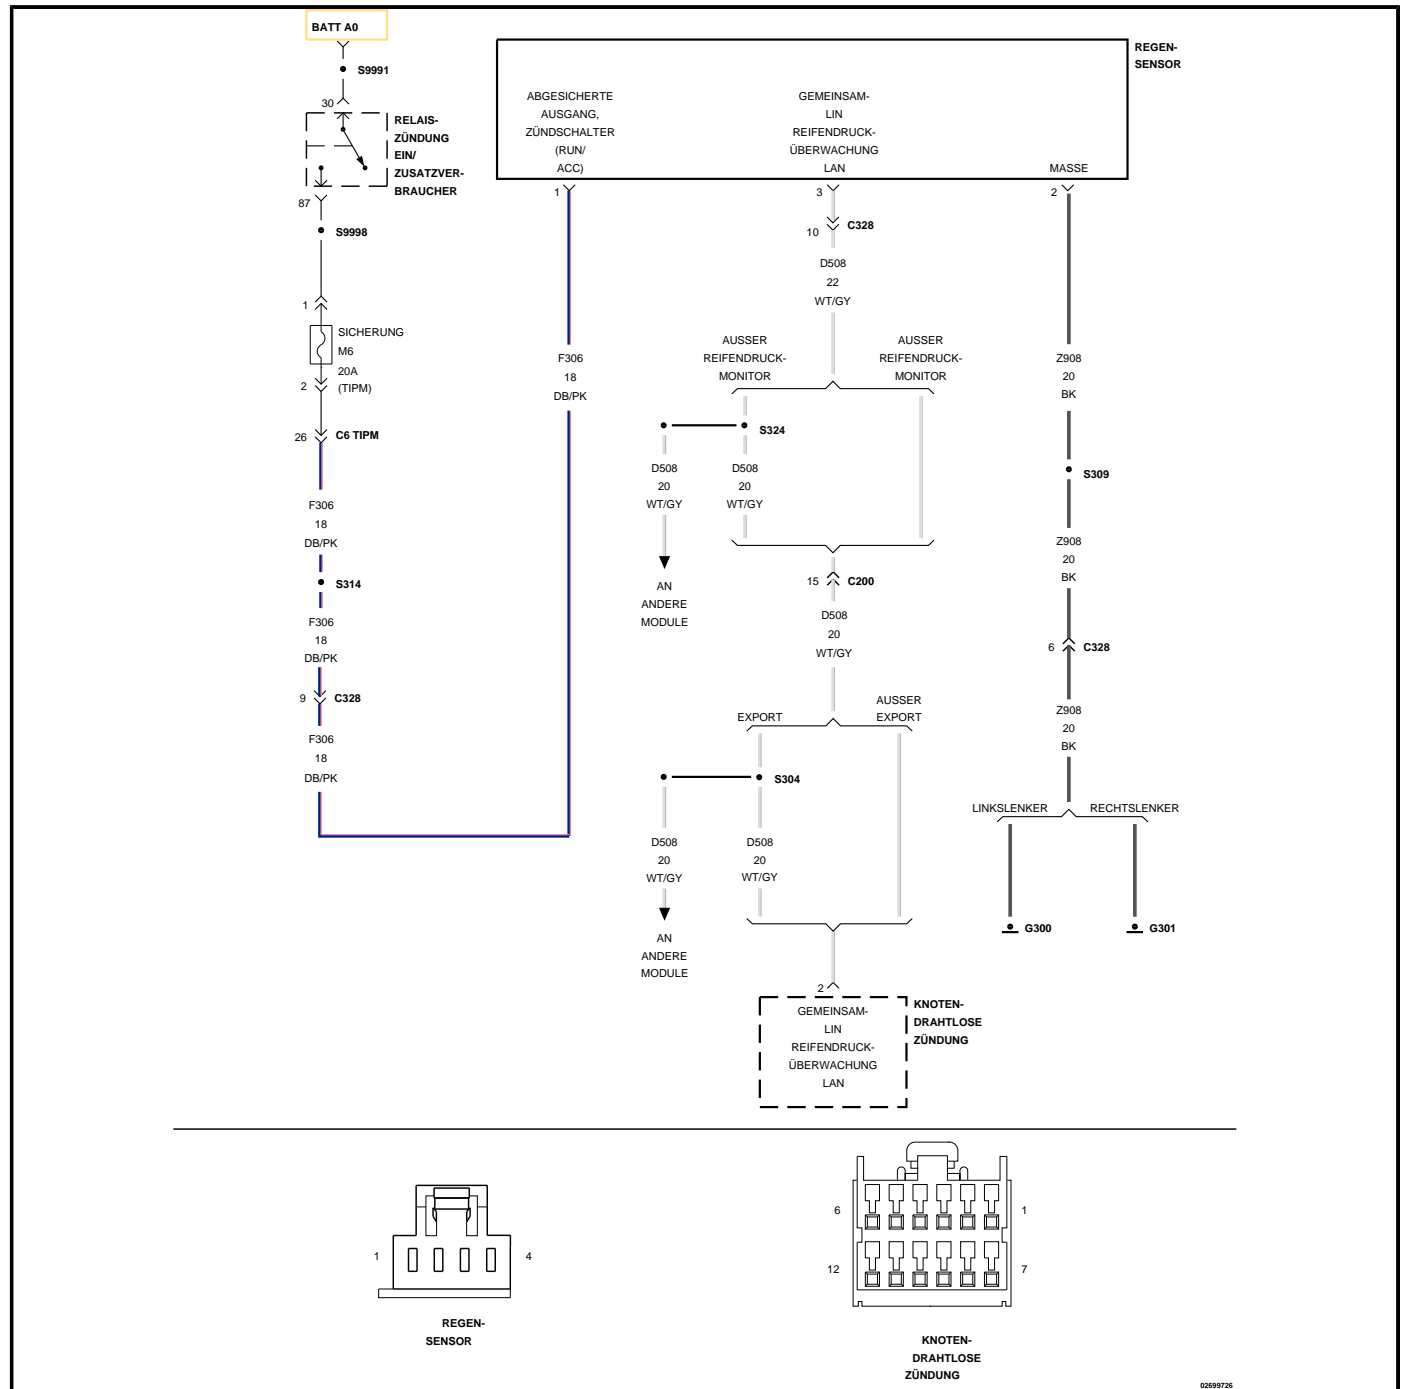 BATT A0
S9991
30
RELAIS-
ZÜNDUNG
EIN/
ZUSATZVER-
BRAUCHER
87
S9998
1
SICHERUNG
M6
20A
(TIPM)
2
26
C6 TIPM
F306
18
DB/PK
S314
F306
18
DB/PK
9
C328
F306
18
DB/PK
REGEN-
SENSOR
ABGESICHERTE
AUSGANG,
ZÜNDSCHALTER
(RUN/
ACC)
GEMEINSAM-
LIN
REIFENDRUCK-
ÜBERWACHUNG
LAN
MASSE
1
3
2
F306
18
DB/PK
10
C328
D508
22
WT/GY
AUSSER
REIFENDRUCK-
MONITOR
AUSSER
REIFENDRUCK-
MONITOR
S324
D508
20
WT/GY
D508
20
WT/GY
AN
ANDERE
MODULE
15
C200
D508
20
WT/GY
EXPORT
AUSSER
EXPORT
S304
D508
20
WT/GY
D508
20
WT/GY
AN
ANDERE
MODULE
2
GEMEINSAM-
LIN
REIFENDRUCK-
ÜBERWACHUNG
LAN
KNOTEN-
DRAHTLOSE
ZÜNDUNG
Z908
20
BK
S309
Z908
20
BK
6
C328
Z908
20
BK
LINKSLENKER
RECHTSLENKER
G300
G301
1
4
REGEN-
SENSOR
6
1
12
7
KNOTEN-
DRAHTLOSE
ZÜNDUNG
02699726